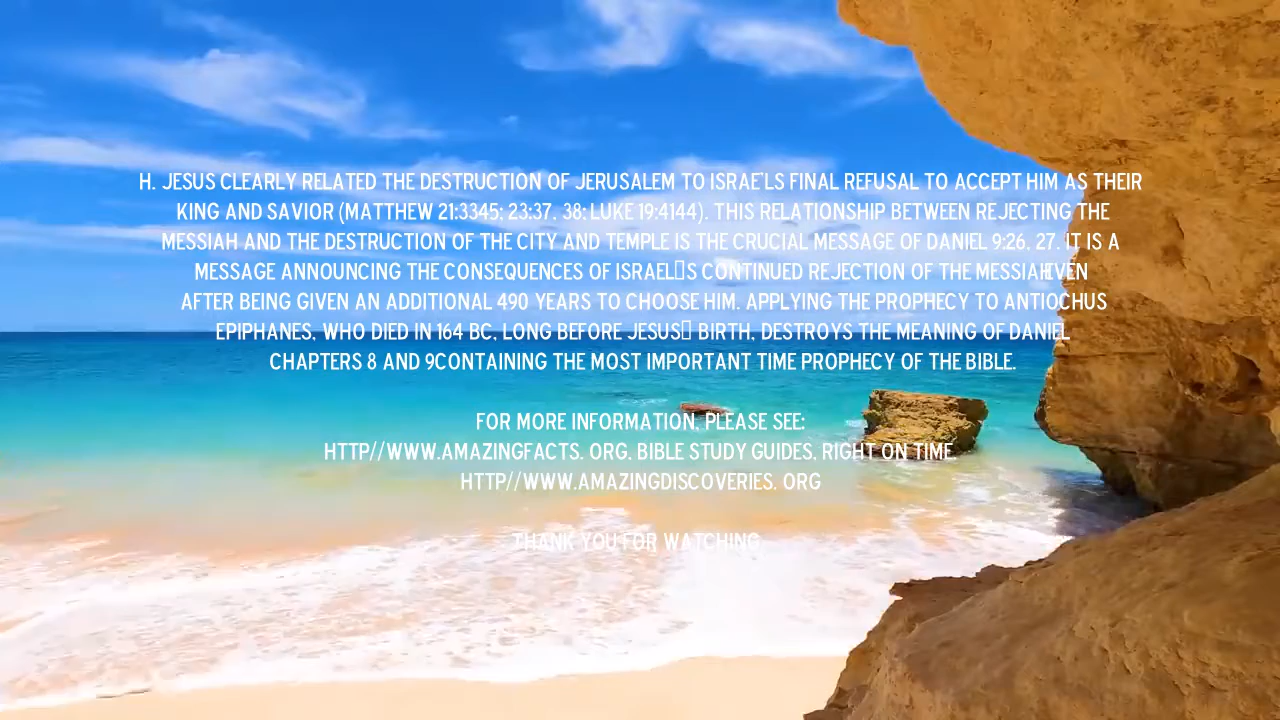 H. JESUS CLEARLY RELATED THE DESTRUCTION OF JERUSALEM TO ISRAE'LS FINAL REFUSAL TO ACCEPT HIM AS THEIR
KING AND SAVIOR (MATTHEW 21:3345; 23:37, 38; LUKE 19:4144). THIS RELATIONSHIP BETWEEN REJECTING THE
MESSIAH AND THE DESTRUCTION OF THE CITY AND TEMPLE IS THE CRUCIAL MESSAGE OF DANIEL 9:26, 27. IT IS A
MESSAGE ANNOUNCING THE CONSEQUENCES OF ISRAEL▯S CONTINUED REJECTION OF THE MESSIAHEVEN
AFTER BEING GIVEN AN ADDITIONAL 490 YEARS TO CHOOSE HIM. APPLYING THE PROPHECY TO ANTIOCHUS
EPIPHANES, WHO DIED IN 164 BC, LONG BEFORE JESUS▯ BIRTH, DESTROYS THE MEANING OF DANIEL
CHAPTERS 8 AND 9CONTAINING THE MOST IMPORTANT TIME PROPHECY OF THE BIBLE.
FOR MORE INFORMATION, PLEASE SEE:
HTTP//WWW.AMAZINGFACTS. ORG, BIBLE STUDY GUIDES, RIGHT ON TIME,
HTTP//WWW.AMAZINGDISCOVERIES. ORG
THANK YOU FOR WATCHING